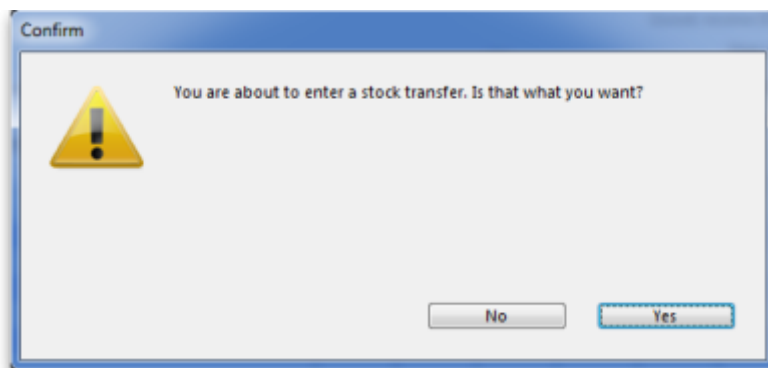 Confirm
You are about to enter a stock transfer. Is that what you want?
No
Yes